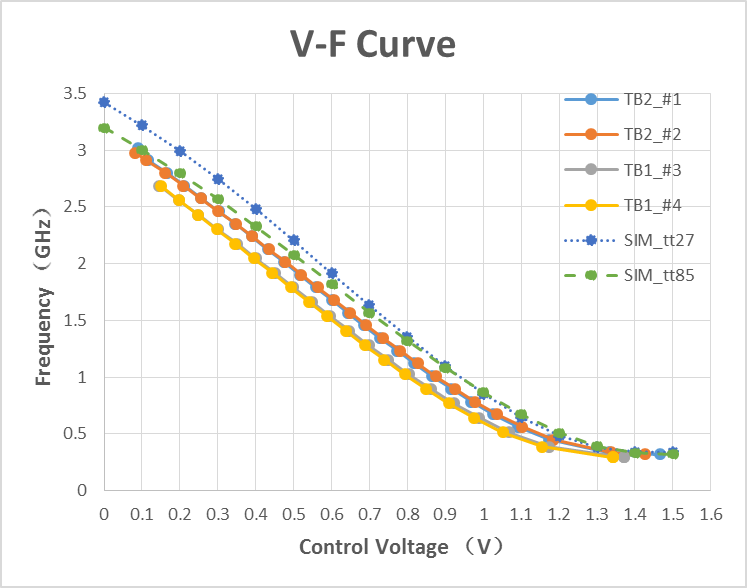 V-F Curve
3.5
3
2.5
2
1.5
1
0.5
0
Frequency （GHz）
0 0.1 0.2 0.3 0.4 0.5 0.6 0.7 0.8 0.9 1 1.1 1.2 1.3 1.4 1.5 1.6
Control Voltage （V）
TB2_#1
TB2_#2
TB1_#3
TB1_#4
SIM_tt27
SIM_tt85